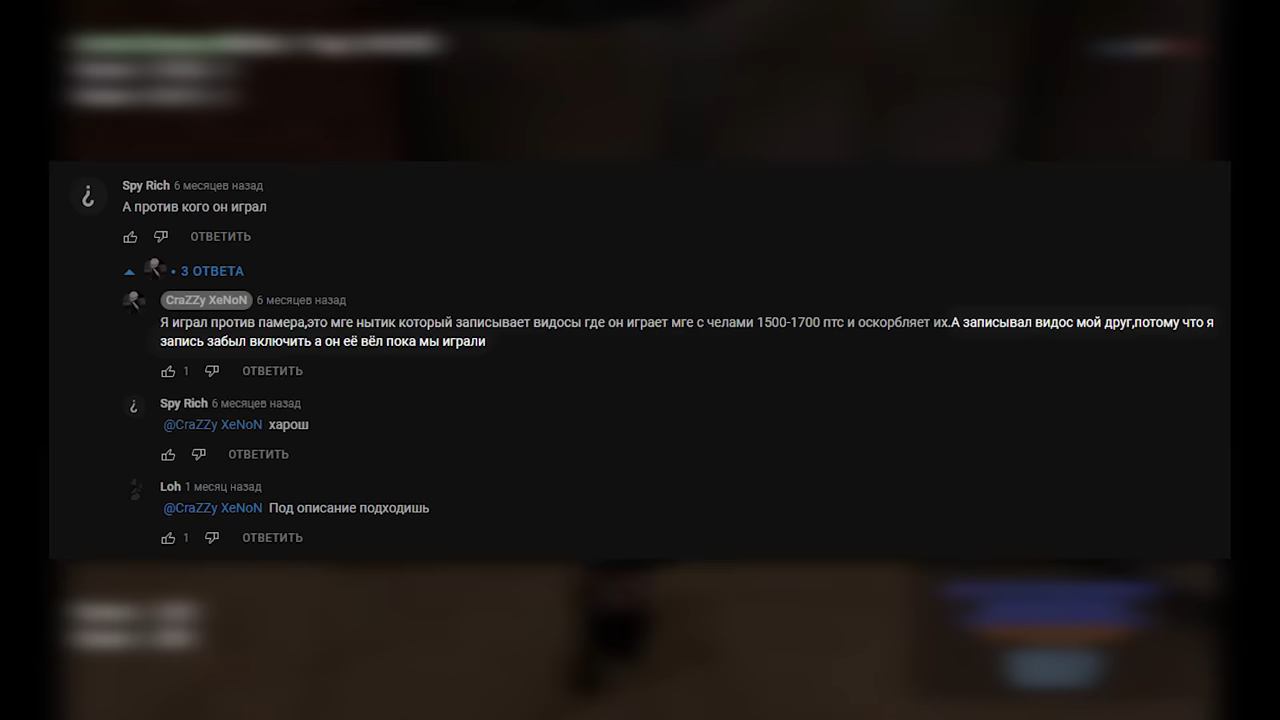 Spy Rich 6 месяцев назад
А против кого он играл
ОТВЕТИТЬ
• 3 ОТВЕТА
CraZZy XeNoN 6 месяцев назад
Я играл против памера,это мге нытик который записывает видосы где он играет мге с челами 1500-1700 птс и оскорбляет их.А записывал видос мой друг,потому что я
запись забыл включить а он её вёл пока мы играли
1 ОТВЕТИТЬ
Spy Rich 6 месяцев назад
@CraZZy XeNoN харош
ОТВЕТИТЬ
Loh 1 месяц назад
@CraZZy XeNoN Под описание подходишь
1 ОТВЕТИТЬ